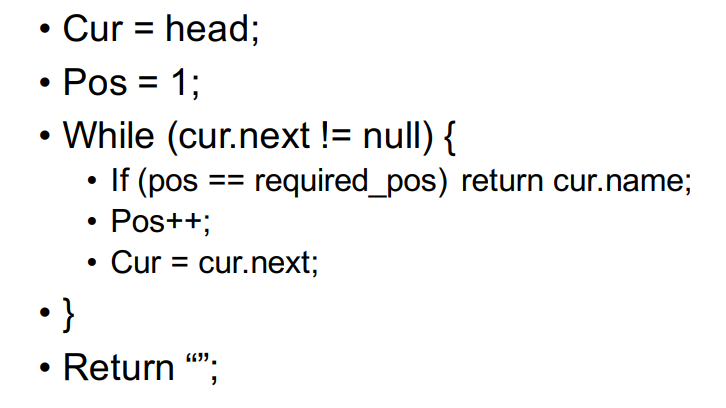 • Cur = head;
• Pos = 1;
• While (cur.next != null) {
• If (pos == required_pos) return cur.name;
• Pos++;
• Cur = cur.next;
• }
• Return “”;